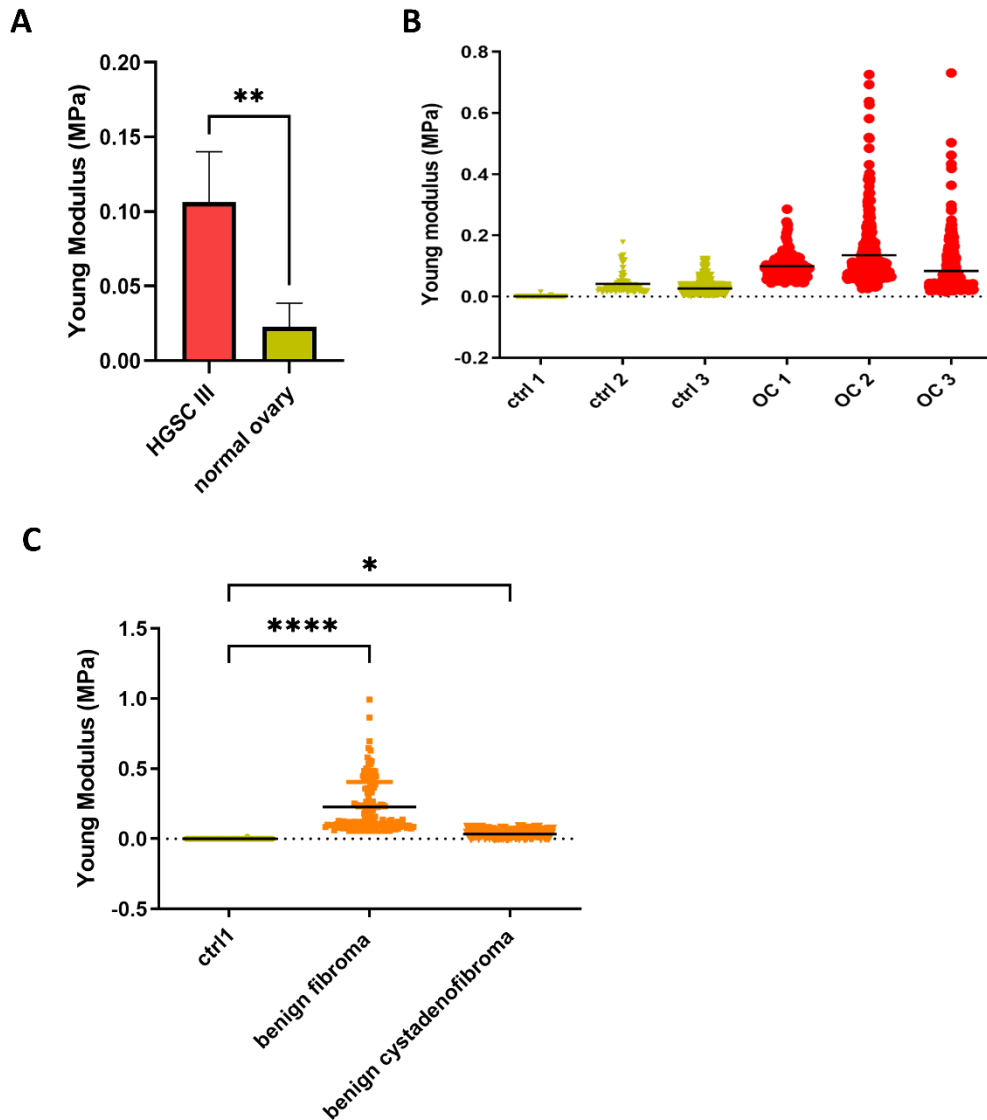 A
Young Modulus (MPa)
0.20
0.15
0.10
0.05
0.00
**
HGSC III
normal ovary
B
Young modulus (MPa)
0.8
0.6
0.4
0.2
0.0
-0.2
ctrl 1
ctrl 2
ctrl 3
OC 1
OC 2
OC 3
C
Young Modulus (MPa)
1.5
1.0
0.5
0.0
-0.5
*
****
ctrl1
benign fibroma
benign cystadenofibroma